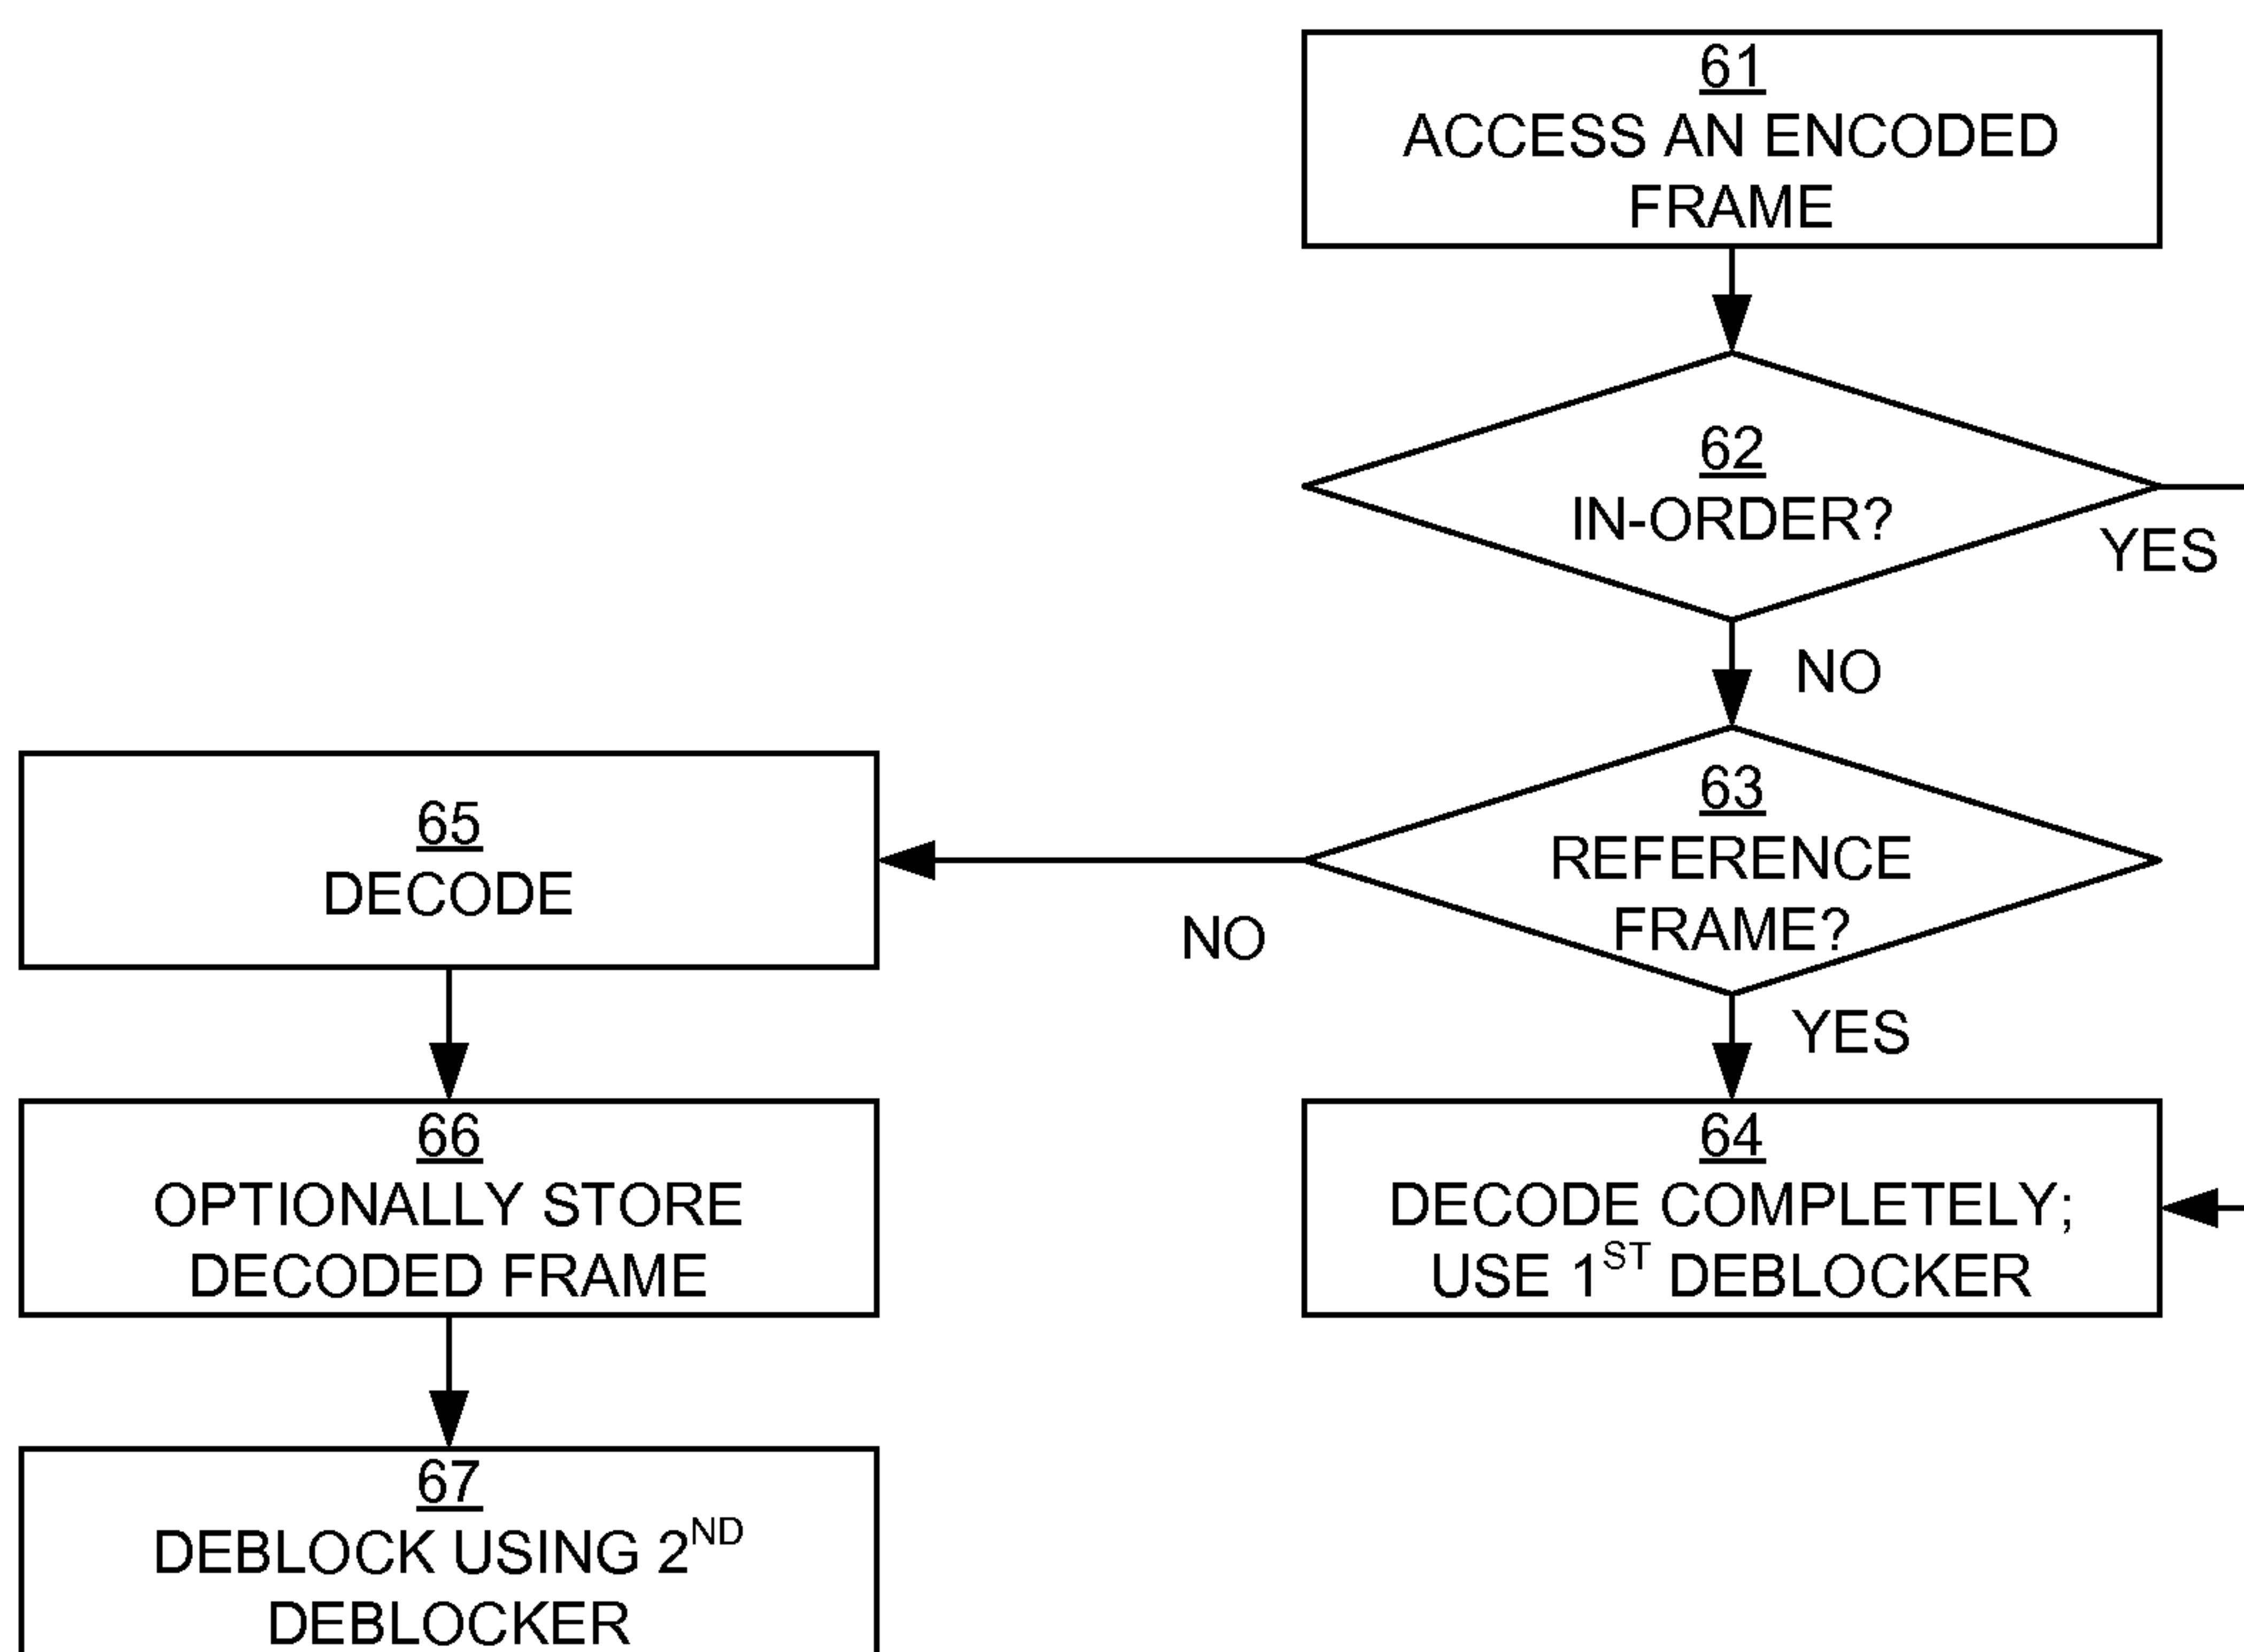 61
ACCESS AN ENCODED
FRAME
62
IN-ORDER?
YES
NO
63
REFERENCE
FRAME?
NO
YES
65
DECODE
66
OPTIONALLY STORE
DECODED FRAME
64
DECODE COMPLETELY;
USE 1ST DEBLOCKER
67
DEBLOCK USING 2ND
DEBLOCKER